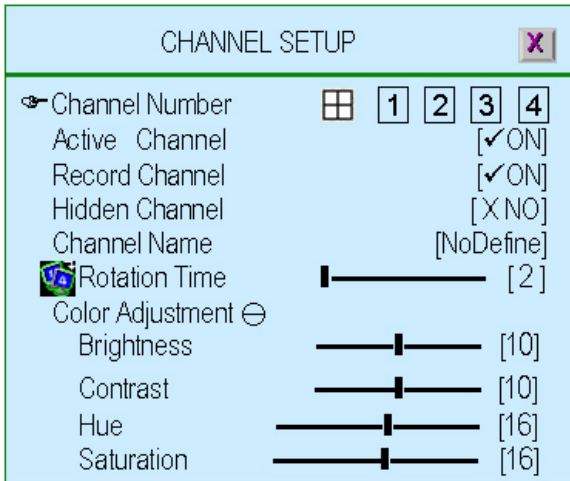 CHANNEL SETUP X
Channel Number 1 2 3 4
Active Channel [✔ON]
Record Channel [✔ON]
Hidden Channel [X NO]
Channel Name [NoDefine]
Rotation Time [2]
Color Adjustment
Brightness [10]
Contrast [10]
Hue [16]
Saturation [16]